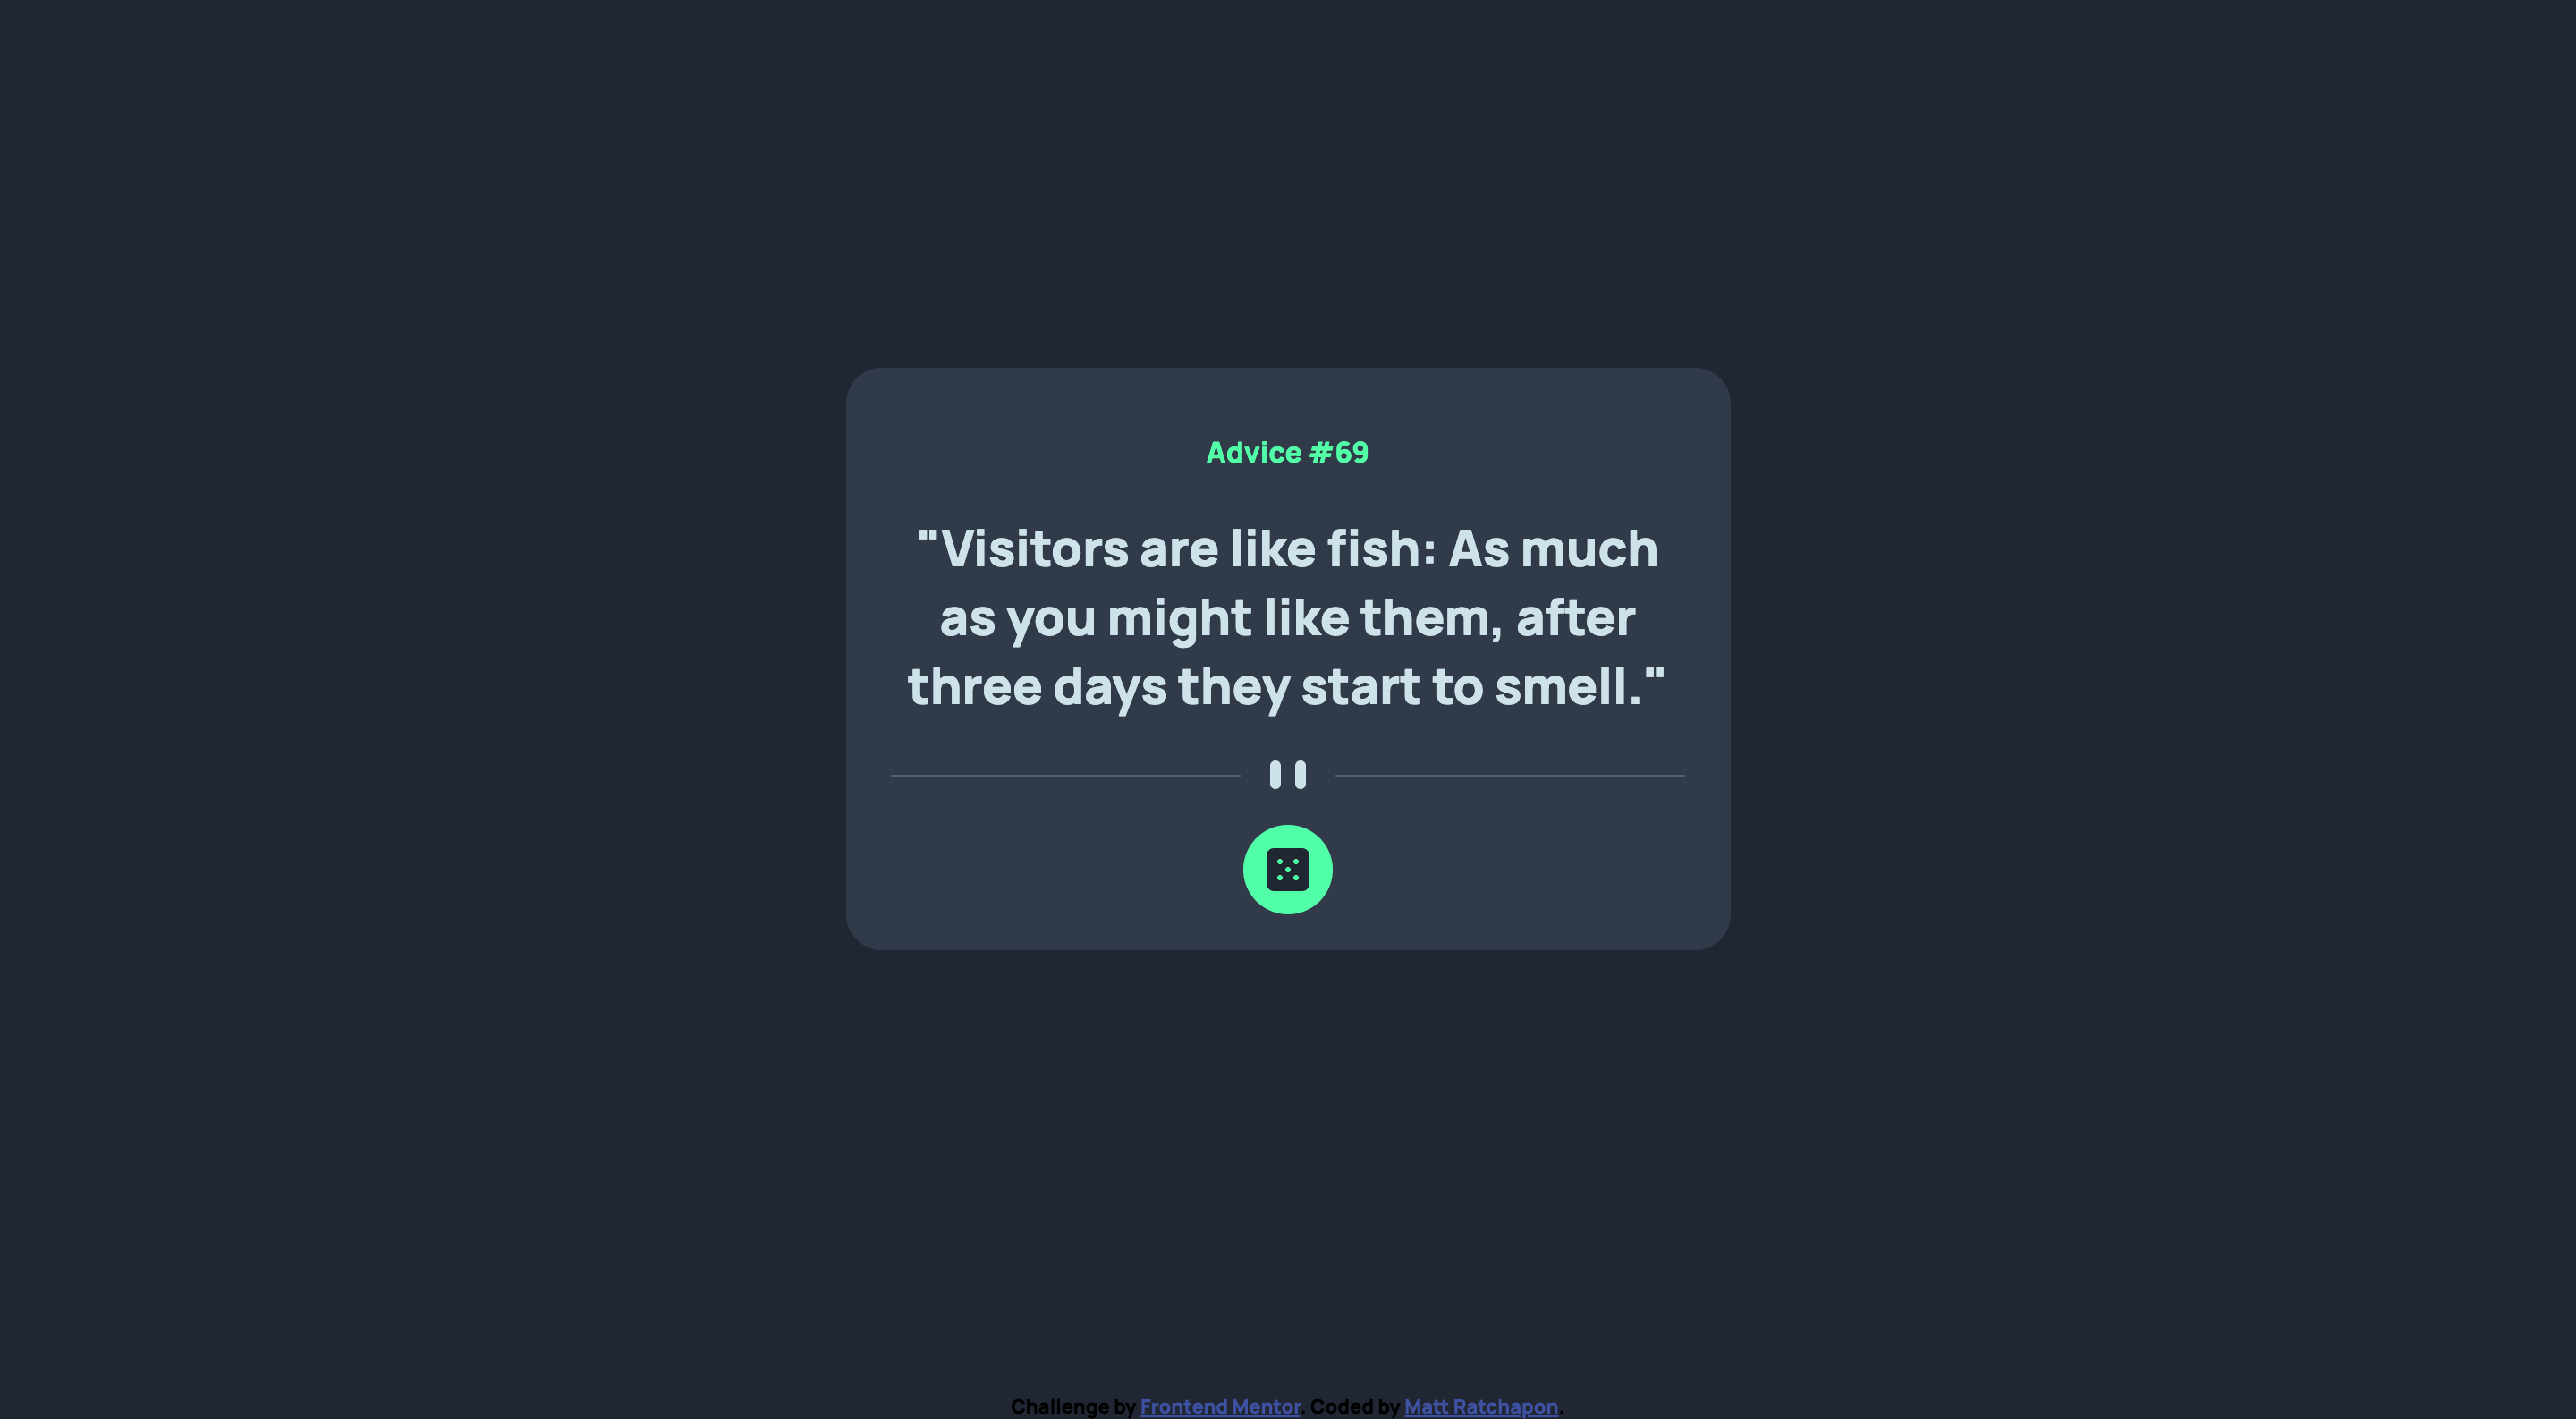 Advice #69
"Visitors are like fish: As much
as you might like them, after
three days they start to smell."
Challenge by Frontend Mentor. Coded by Matt Ratchapon.